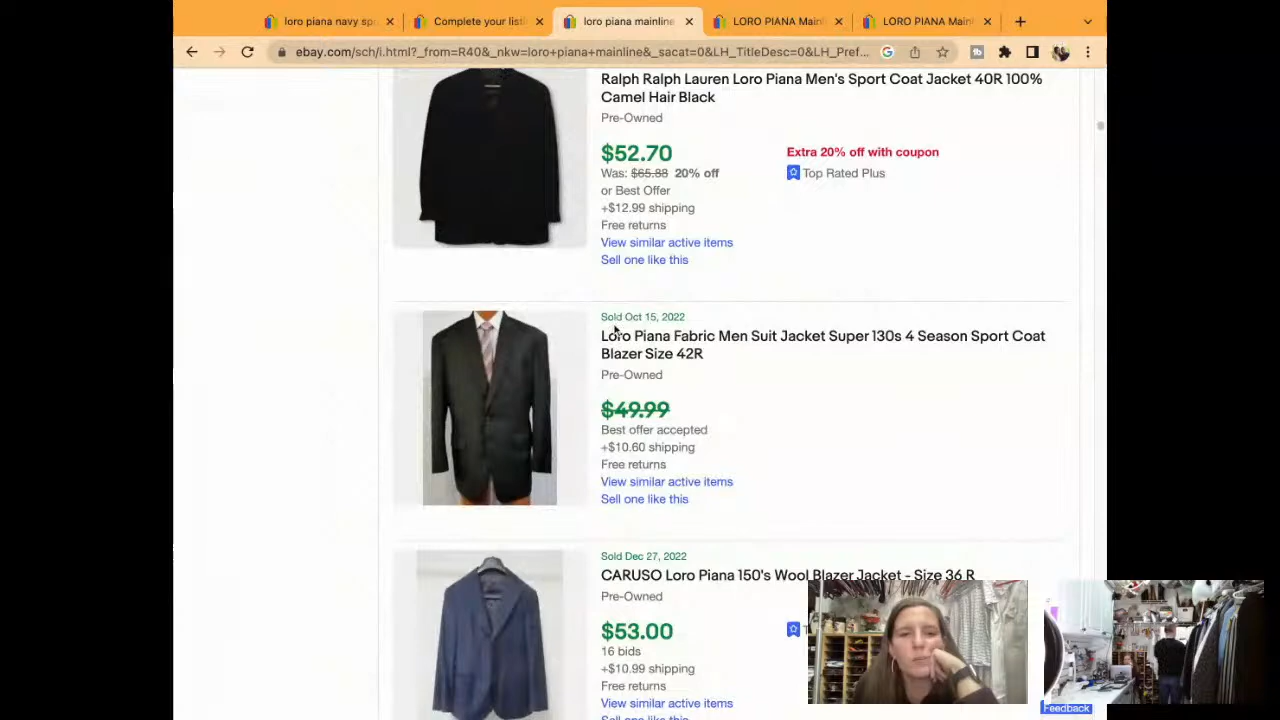 loro piana navy sp
Complete your listi
loro piana mainline
LORO PIANA Main
LORO PIANA Main
ebay.com/sch/i.html?_from=R40&_nkw=loro+piana+mainline&_sacat=0&LH_TitleDesc=0&LH_Pref...
Ralph Ralph Lauren Loro Piana Men's Sport Coat Jacket 40R 100%
Camel Hair Black
Pre-Owned
$52.70
Extra 20% off with coupon
Was: $65.88 20% off
Top Rated Plus
or Best Offer
+$12.99 shipping
Free returns
View similar active items
Sell one like this
Sold Oct 15, 2022
Loro Piana Fabric Men Suit Jacket Super 130s 4 Season Sport Coat
Blazer Size 42R
Pre-Owned
$49.99
Best offer accepted
+$10.60 shipping
Free returns
View similar active items
Sell one like this
Sold Dec 27, 2022
CARUSO Loro Piana 150's Wool Blazer Jacket - Size 36 R
Pre-Owned
$53.00
16 bids
+$10.99 shipping
Free returns
View similar active items
Sell one like this
Feedback